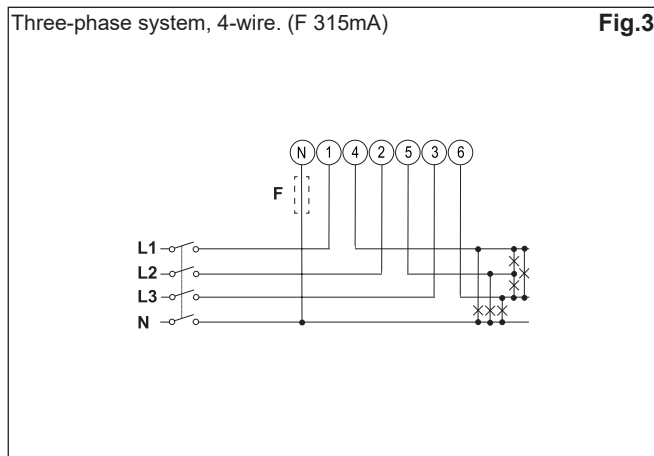 Three-phase system, 4-wire. (F 315mA) Fig.3
N 1 4 2 5 3 6
F
L1
L2
L3
N